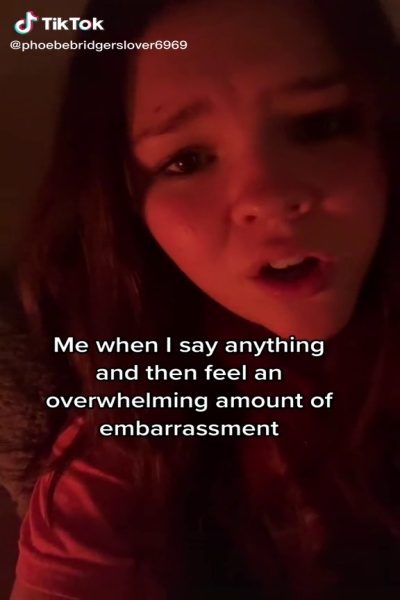 TikTok
@phoebebridgerslover6969
Me when I say anything
and then feel an
overwhelming amount of
embarrassment